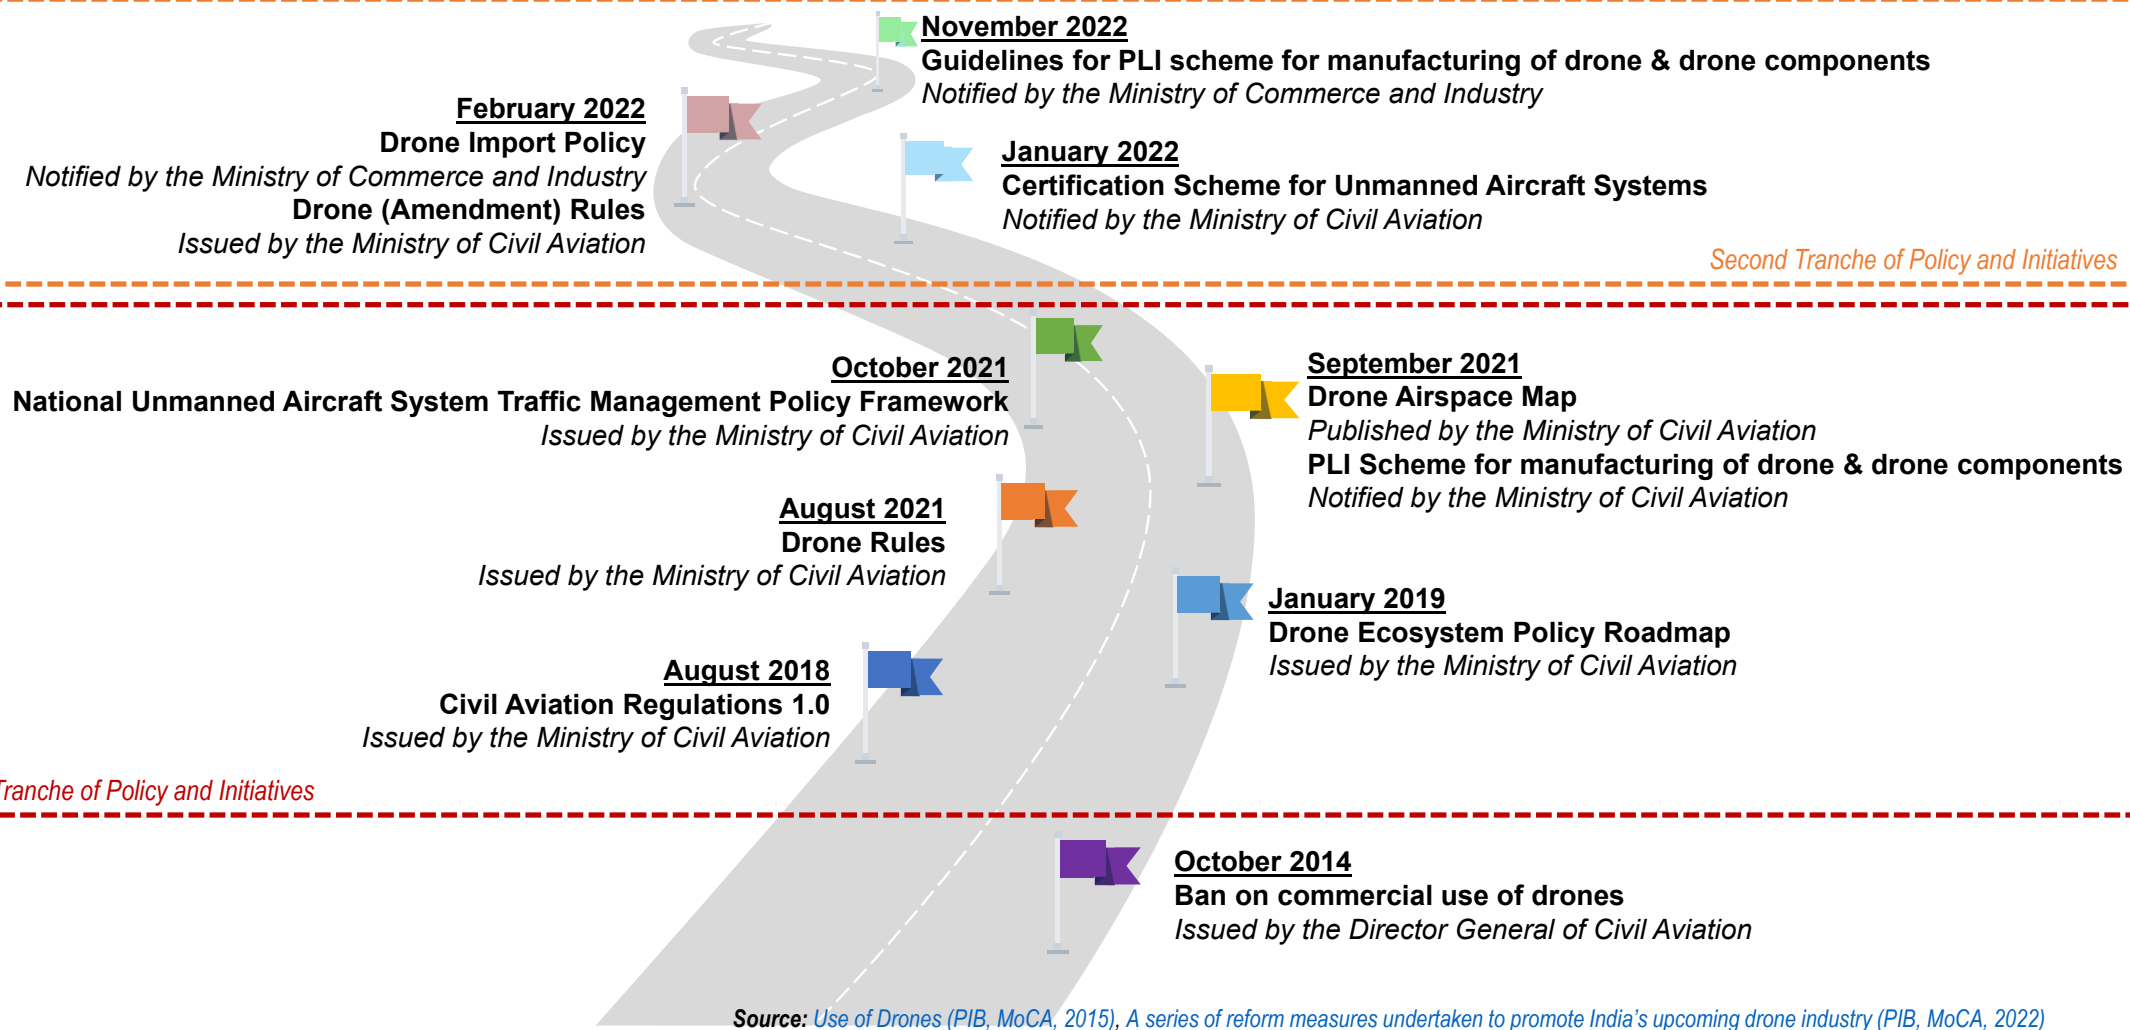 November 2022
Guidelines for PLI scheme for manufacturing of drone & drone components
Notified by the Ministry of Commerce and Industry
February 2022
Drone Import Policy
Notified by the Ministry of Commerce and Industry
Drone (Amendment) Rules
Issued by the Ministry of Civil Aviation
January 2022
Certification Scheme for Unmanned Aircraft Systems
Notified by the Ministry of Civil Aviation
Second Tranche of Policy and Initiatives
October 2021
National Unmanned Aircraft System Traffic Management Policy Framework
Issued by the Ministry of Civil Aviation
September 2021
Drone Airspace Map
Published by the Ministry of Civil Aviation
PLI Scheme for manufacturing of drone & drone components
Notified by the Ministry of Civil Aviation
August 2021
Drone Rules
Issued by the Ministry of Civil Aviation
January 2019
Drone Ecosystem Policy Roadmap
Issued by the Ministry of Civil Aviation
August 2018
Civil Aviation Regulations 1.0
Issued by the Ministry of Civil Aviation
Tranche of Policy and Initiatives
October 2014
Ban on commercial use of drones
Issued by the Director General of Civil Aviation
Source: Use of Drones (PIB, MoCA, 2015), A series of reform measures undertaken to promote India's upcoming drone industry (PIB, MoCA, 2022)